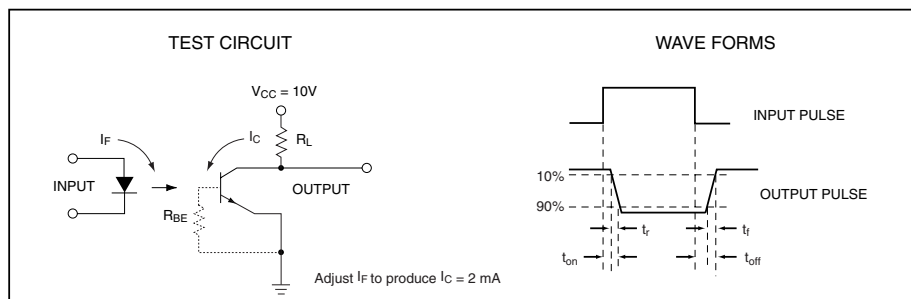 TEST CIRCUIT
WAVE FORMS
VCC = 10V
IF
IC
RL
INPUT
OUTPUT
RBE
Adjust IF to produce IC = 2 mA
INPUT PULSE
10%
OUTPUT PULSE
90%
tr
tf
ton
toff